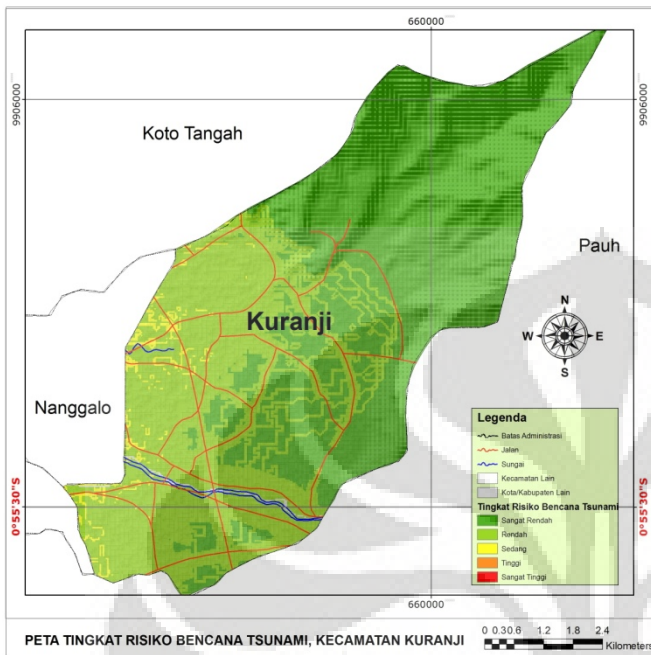 660000
9906000
9906000
Koto Tangah
Pauh
Kuranji
N
W E
S
Nanggalo
Legenda
Batas Administrasi
Jalan
Sungai
Kecamatan Lain
Kota/Kabupaten Lain
Tingkat Risiko Bencana Tsunami
Sangat Rendah
Rendah
Sedang
Tinggi
Sangat Tinggi
0°55'30"S
0°55'30"S
660000
PETA TINGKAT RISIKO BENCANA TSUNAMI, KECAMATAN KURANJI
0 0.30.6 1.2 1.8 2.4
Kilometers